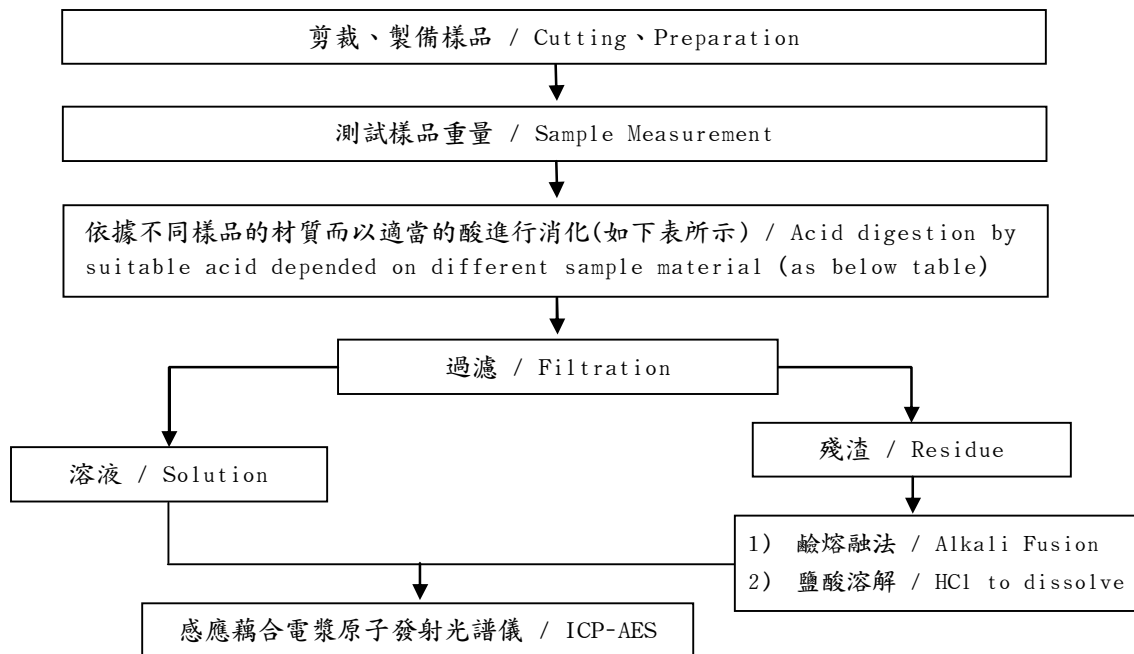 剪裁、製備樣品 / Cutting、Preparation
測試樣品重量 / Sample Measurement
依據不同樣品的材質而以適當的酸進行消化(如下表所示) / Acid digestion by
suitable acid depended on different sample material (as below table)
過濾 / Filtration
溶液 / Solution
殘渣 / Residue
1) 鹼熔融法 / Alkali Fusion
2) 鹽酸溶解 / HCl to dissolve
感應藕合電漿原子發射光譜儀 / ICP-AES